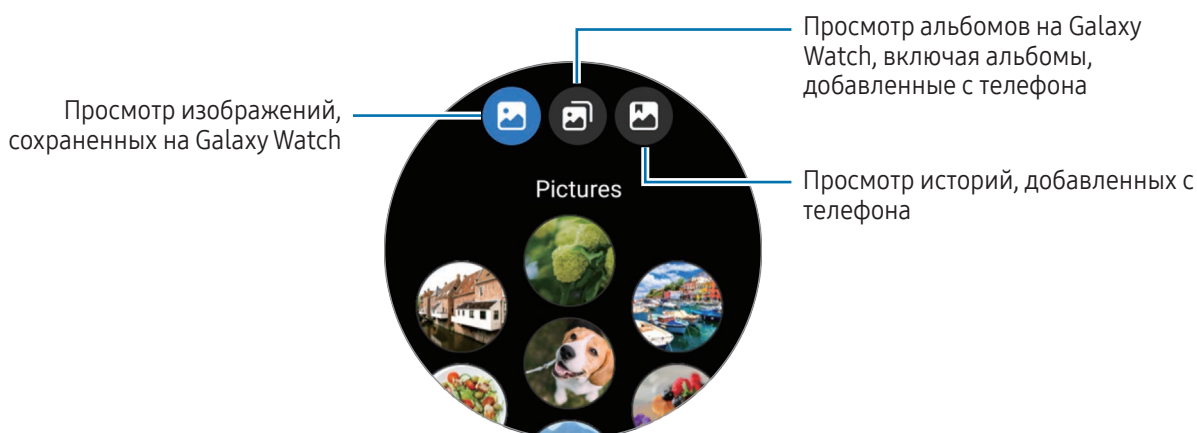 Просмотр альбомов на Galaxy
Watch, включая альбомы,
добавленные с телефона
Просмотр изображений,
сохраненных на Galaxy Watch
Просмотр историй, добавленных с
телефона
Pictures